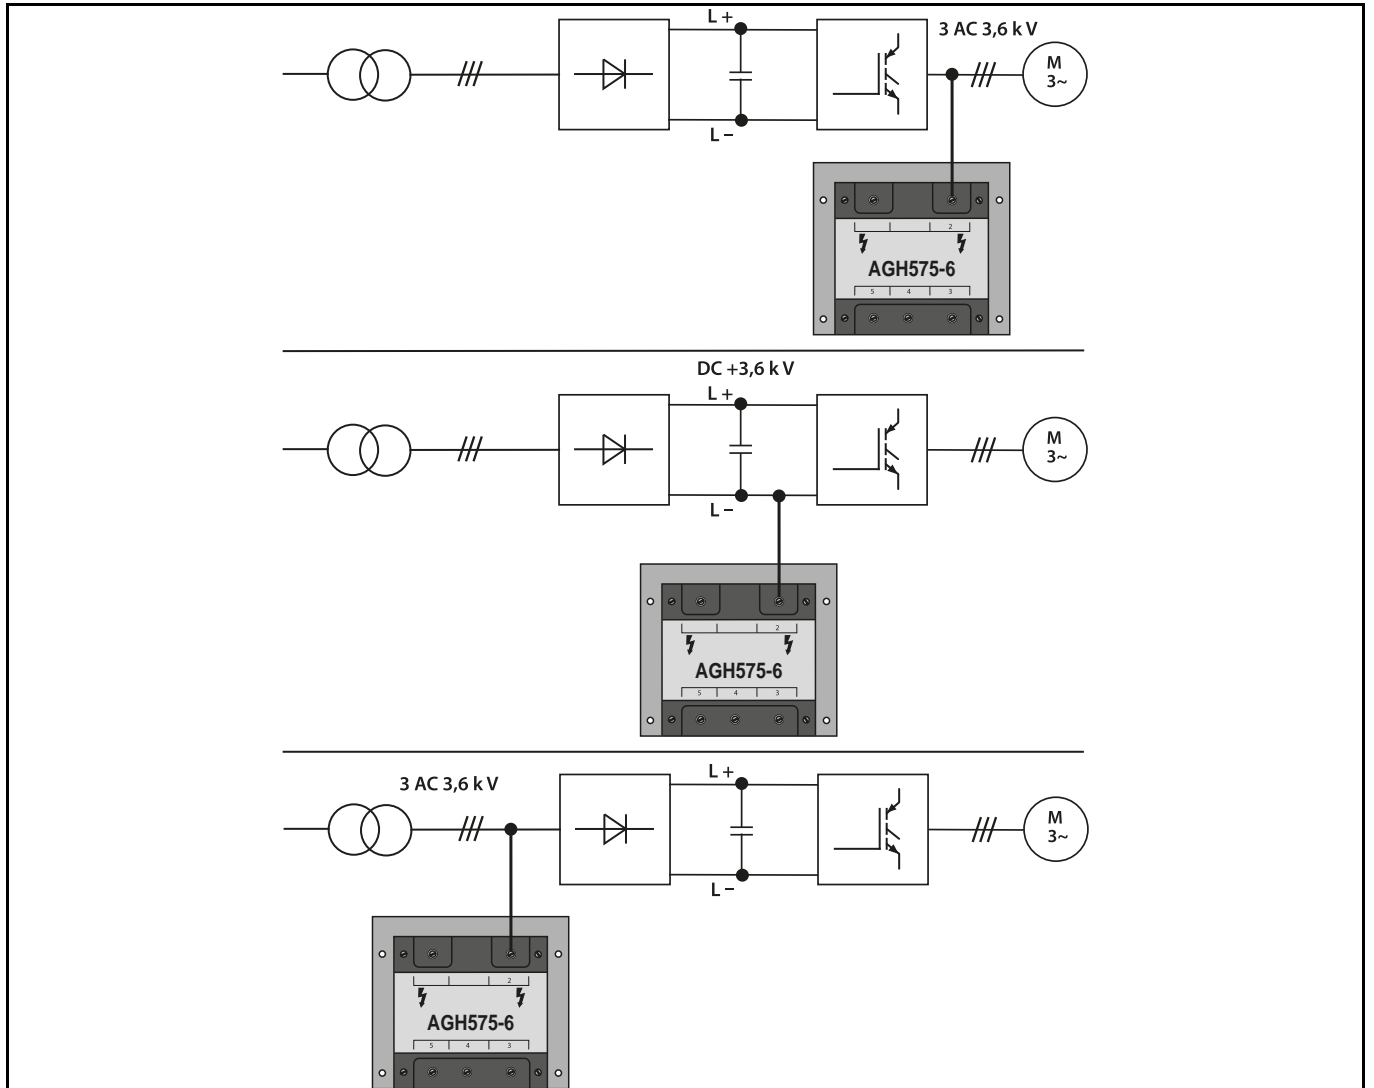 L +
3 AC 3,6 k V
M
3~
L −
2
AGH575-6
5 4 3
DC +3,6 k V
L +
M
3~
L −
2
AGH575-6
5 4 3
L +
3 AC 3,6 k V
M
3~
L −
2
AGH575-6
5 4 3